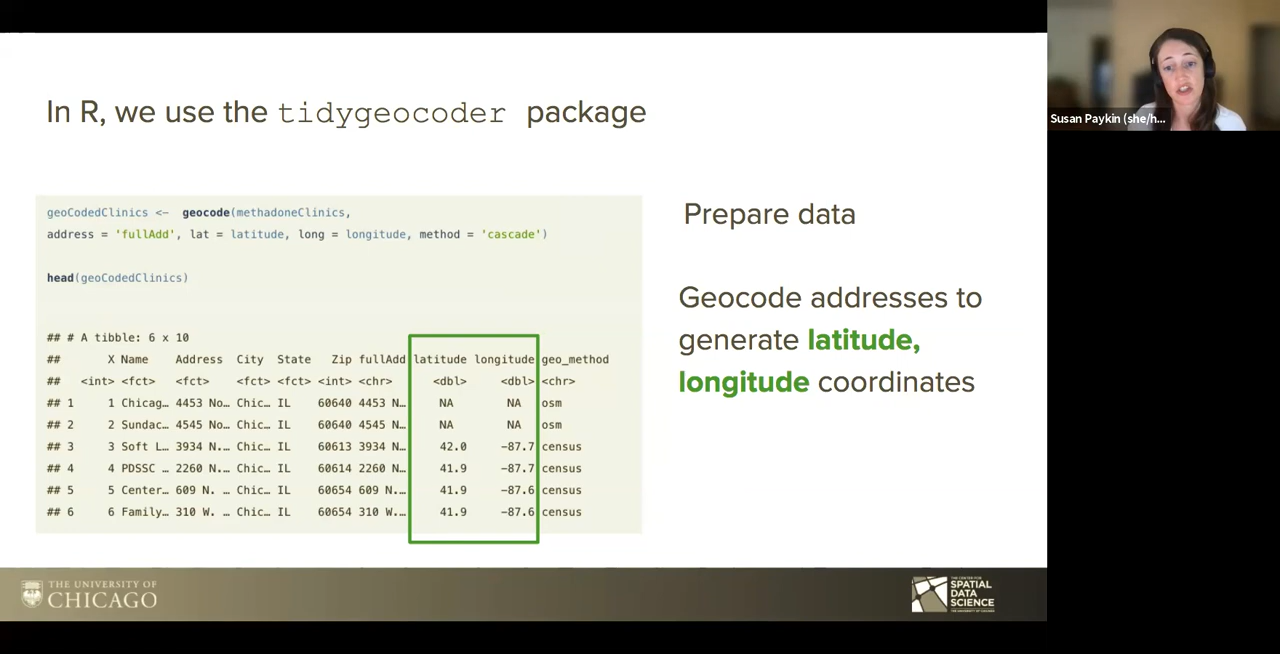 In R, we use the tidygeocoder package
geoCodedClinics <- geocode(methadoneClinics,
address = 'fullAdd', lat = latitude, long = longitude, method = 'cascade')
head(geoCodedClinics)
## # A tibble: 6 x 10
## X Name Address City State Zip fullAdd latitude longitude geo_method
## <int> <fct> <fct> <fct> <fct> <int> <chr> <dbl> <dbl> <chr>
## 1 1 Chicag… 4453 No… Chic… IL 60640 4453 N… NA NA osm
## 2 2 Sundac… 4545 No… Chic… IL 60640 4545 N… NA NA osm
## 3 3 Soft L… 3934 N.… Chic… IL 60613 3934 N… 42.0 -87.7 census
## 4 4 PDSSC … 2260 N.… Chic… IL 60614 2260 N… 41.9 -87.7 census
## 5 5 Center… 609 N. … Chic… IL 60654 609 N.… 41.9 -87.6 census
## 6 6 Family… 310 W. … Chic… IL 60654 310 W.… 41.9 -87.6 census
Prepare data
Geocode addresses to
generate latitude,
longitude coordinates
Susan Paykin (she/h...
THE UNIVERSITY OF
CHICAGO
THE CENTER FOR
SPATIAL
DATA
SCIENCE